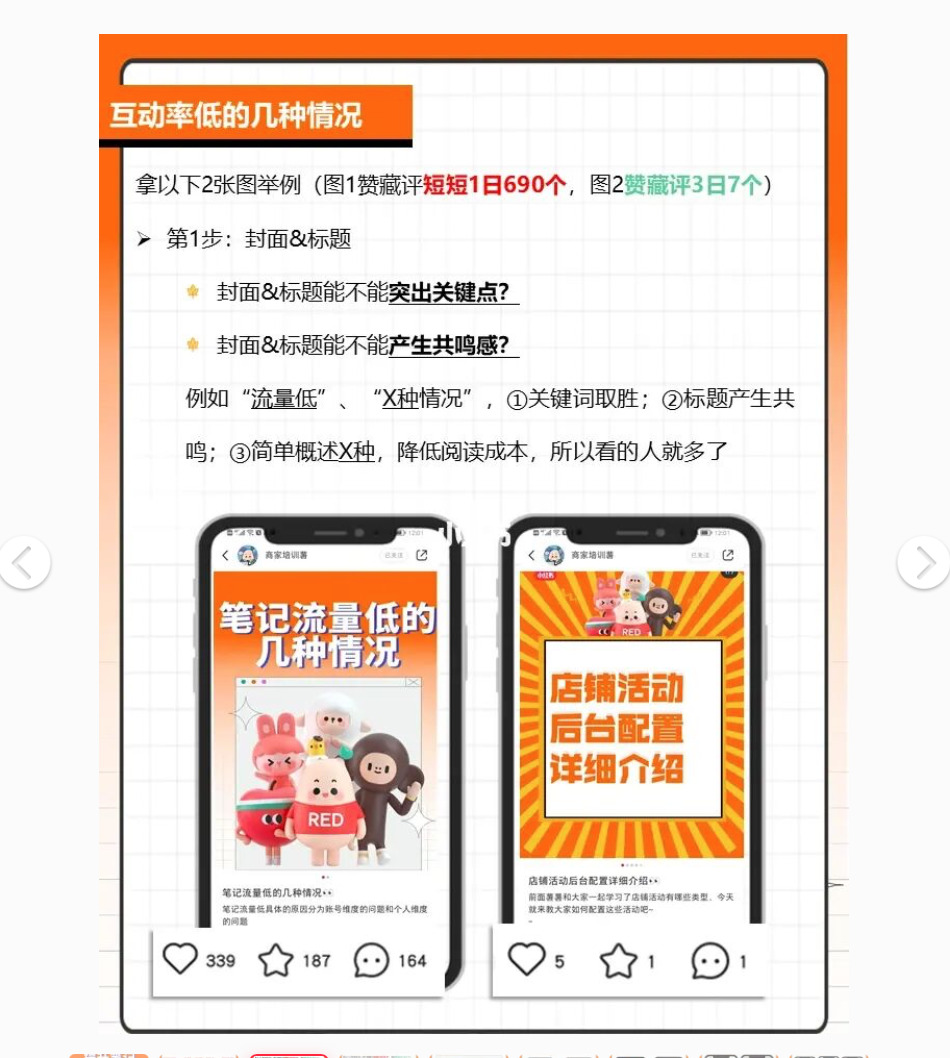 互动率低的几种情况
拿以下2张图举例（图1赞藏评短短1日690个，图2赞藏评3日7个）
➤ 第1步：封面&标题
封面&标题能不能突出关键点？
封面&标题能不能产生共鸣感？
例如“流量低”、“X种情况”，①关键词取胜；②标题产生共
鸣；③简单概述X种，降低阅读成本，所以看的人就多了
商家培训薯
已关注
笔记流量低的
几种情况
RED
笔记流量低的几种情况
笔记流量低具体的原因分为账号维度的问题和个人维度
的问题
339 187 164
12:01
商家培训薯
已关注
小红书
RED
店铺活动
后台配置
详细介绍
店铺活动后台配置详细介绍
前面薯薯和大家一起学习了店铺活动有哪些类型，今天
就来教大家如何配置这些活动吧~
5 1 1